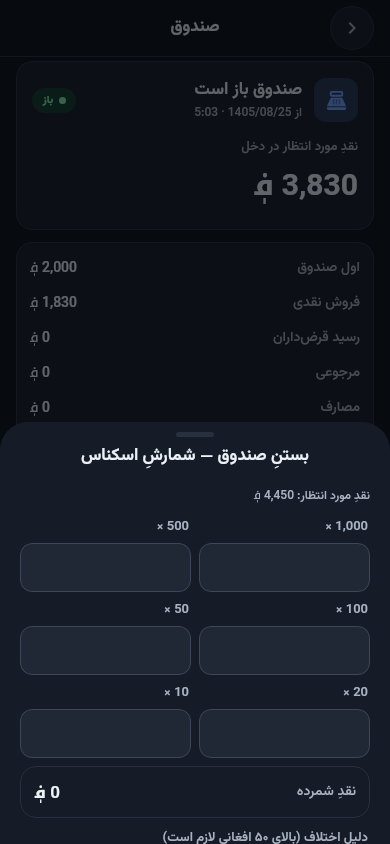 صندوق
صندوق باز است
باز
از 1405/08/25 · 5:03
نقدِ مورد انتظار در دخل
3,830 ؋
اول صندوق 2,000 ؋
فروش نقدی 1,830 ؋
رسید قرض‌داران 0 ؋
مرجوعی 0 ؋
مصارف 0 ؋
بستنِ صندوق — شمارشِ اسکناس
نقدِ مورد انتظار: 4,450 ؋
1,000 × 500 ×
100 × 50 ×
20 × 10 ×
نقدِ شمرده 0 ؋
دلیل اختلاف (بالای ۵۰ افغانی لازم است)